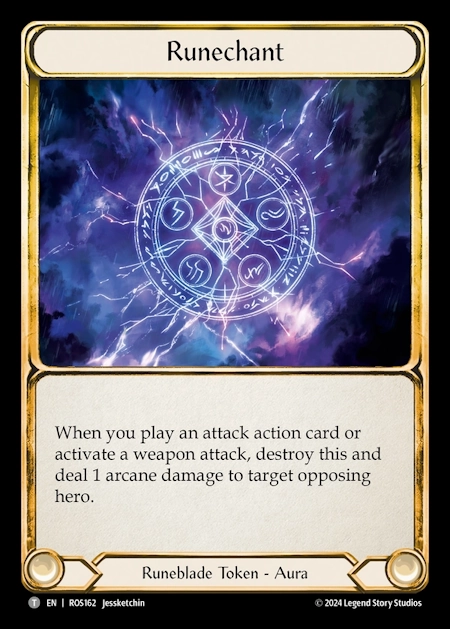 Runechant
When you play an attack action card or
activate a weapon attack, destroy this and
deal 1 arcane damage to target opposing
hero.
Runeblade Token - Aura
T EN | ROS162 Jessketchin © 2024 Legend Story Studios